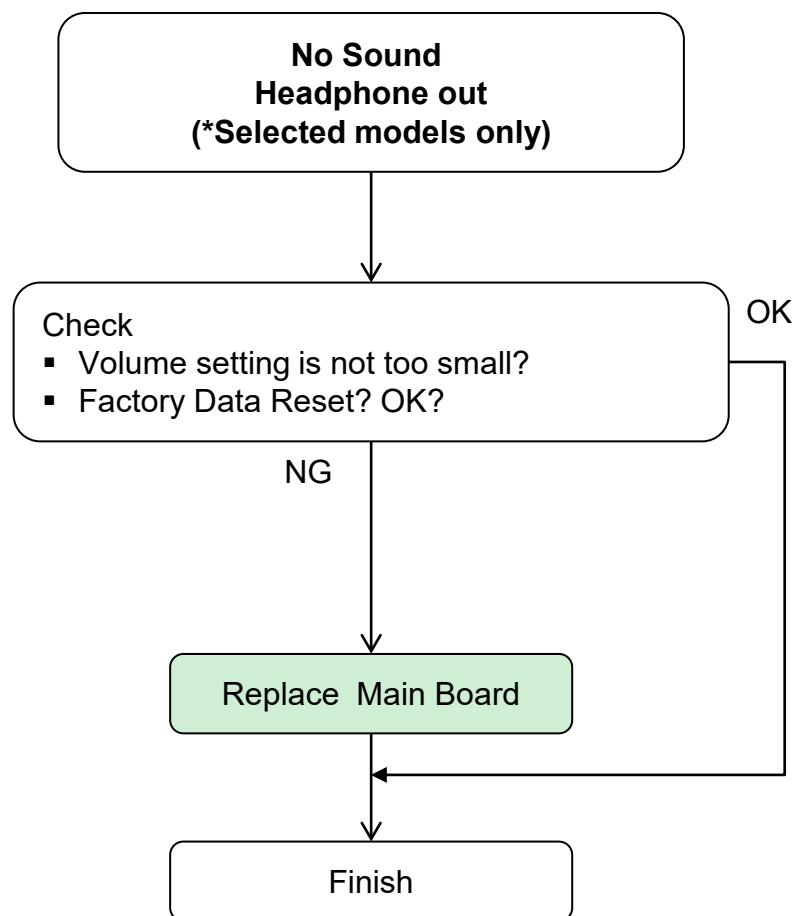 No Sound
Headphone out
(*Selected models only)
Check
▪ Volume setting is not too small?
▪ Factory Data Reset? OK?
OK
NG
Replace  Main Board
Finish